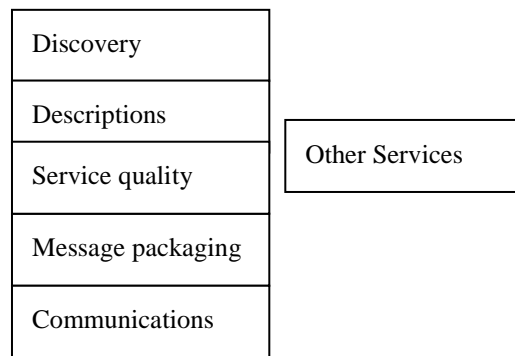 Discovery
Descriptions
Other Services
Service quality
Message packaging
Communications